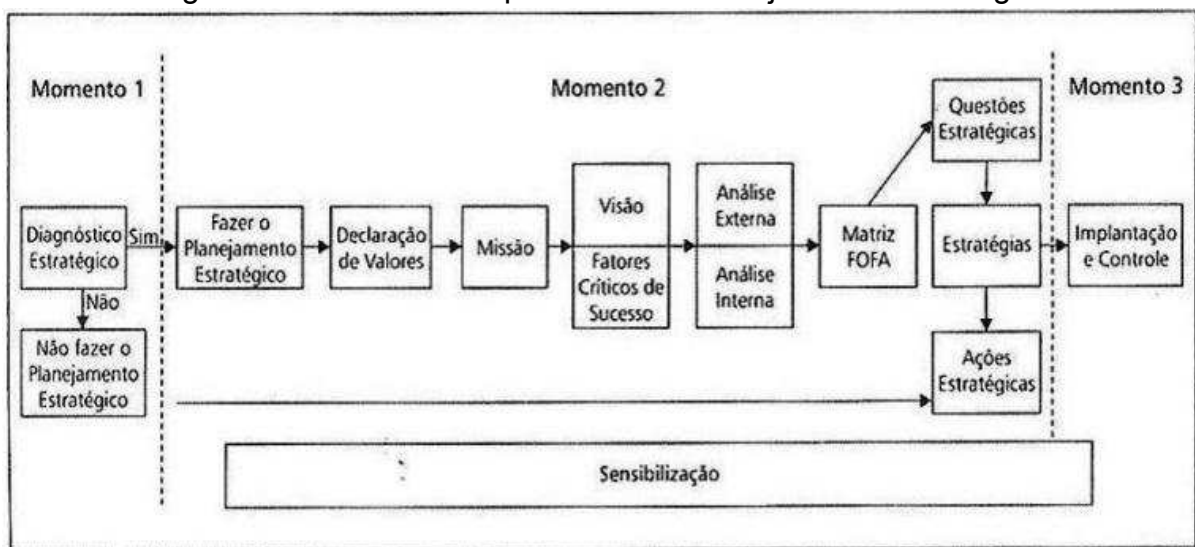 Momento 1
Momento 2
Momento 3
Diagnóstico
Estratégico
Sim
Não
Não fazer o
Planejamento
Estratégico
Fazer o
Planejamento
Estratégico
Declaração
de Valores
Missão
Visão
Fatores
Críticos de
Sucesso
Análise
Externa
Análise
Interna
Matriz
FOFA
Questões
Estratégicas
Estratégias
Ações
Estratégicas
Implantação
e Controle
Sensibilização